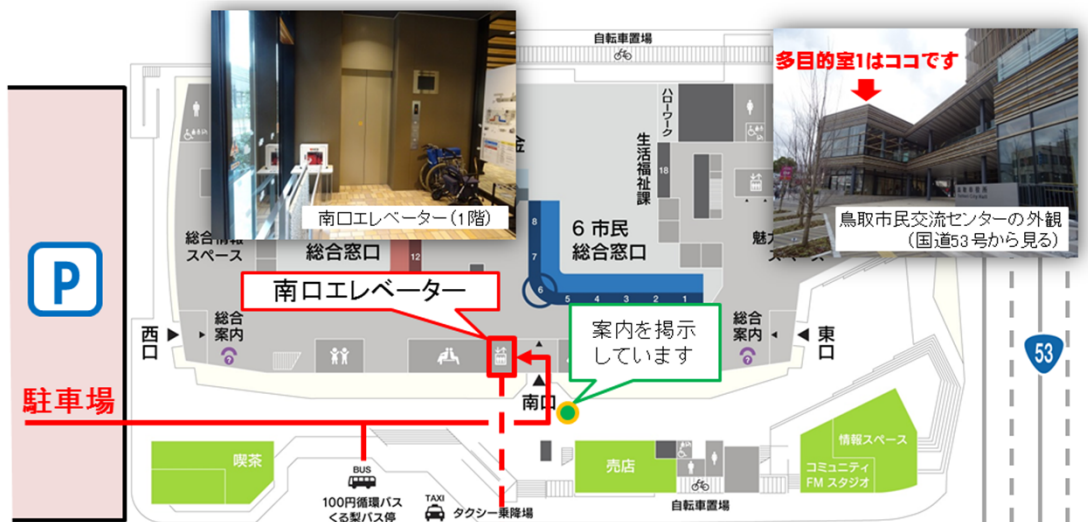 自転車置場
多目的室1はココです
鳥取市民交流センターの外観
（国道53号から見る）
南口エレベーター（1階）
ハローワーク
生活福祉課
18
金
総合情報
スペース
総合窓口
12
6 市民
総合窓口
8
7
6
5
4
3
2
1
魅力
スペース
南口エレベーター
案内を掲示
しています
P
駐車場
西口
総合
案内
総合
案内
東口
53
南口
喫茶
BUS
100円循環バス
くる梨バス停
TAXI
タクシー乗降場
売店
自転車置場
情報スペース
コミュニティ
FM スタジオ